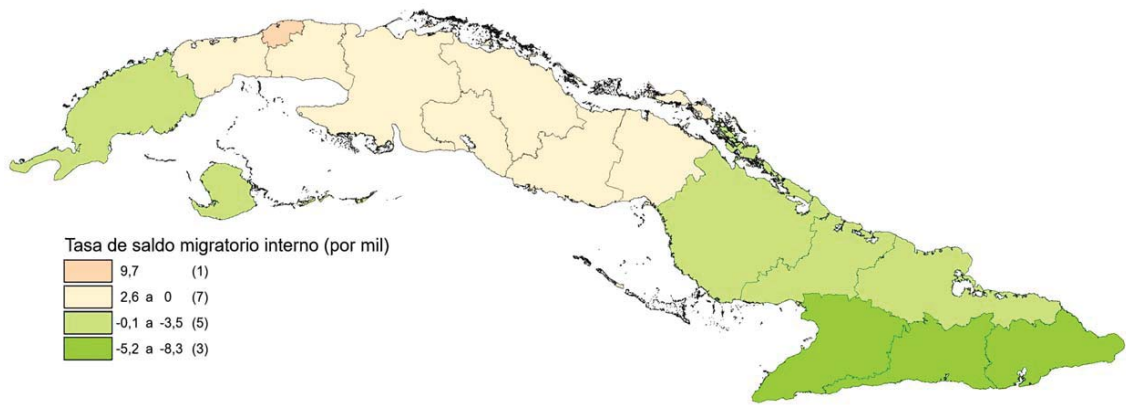 Tasa de saldo migratorio interno (por mil)
9,7 (1)
2,6 a 0 (7)
-0,1 a -3,5 (5)
-5,2 a -8,3 (3)